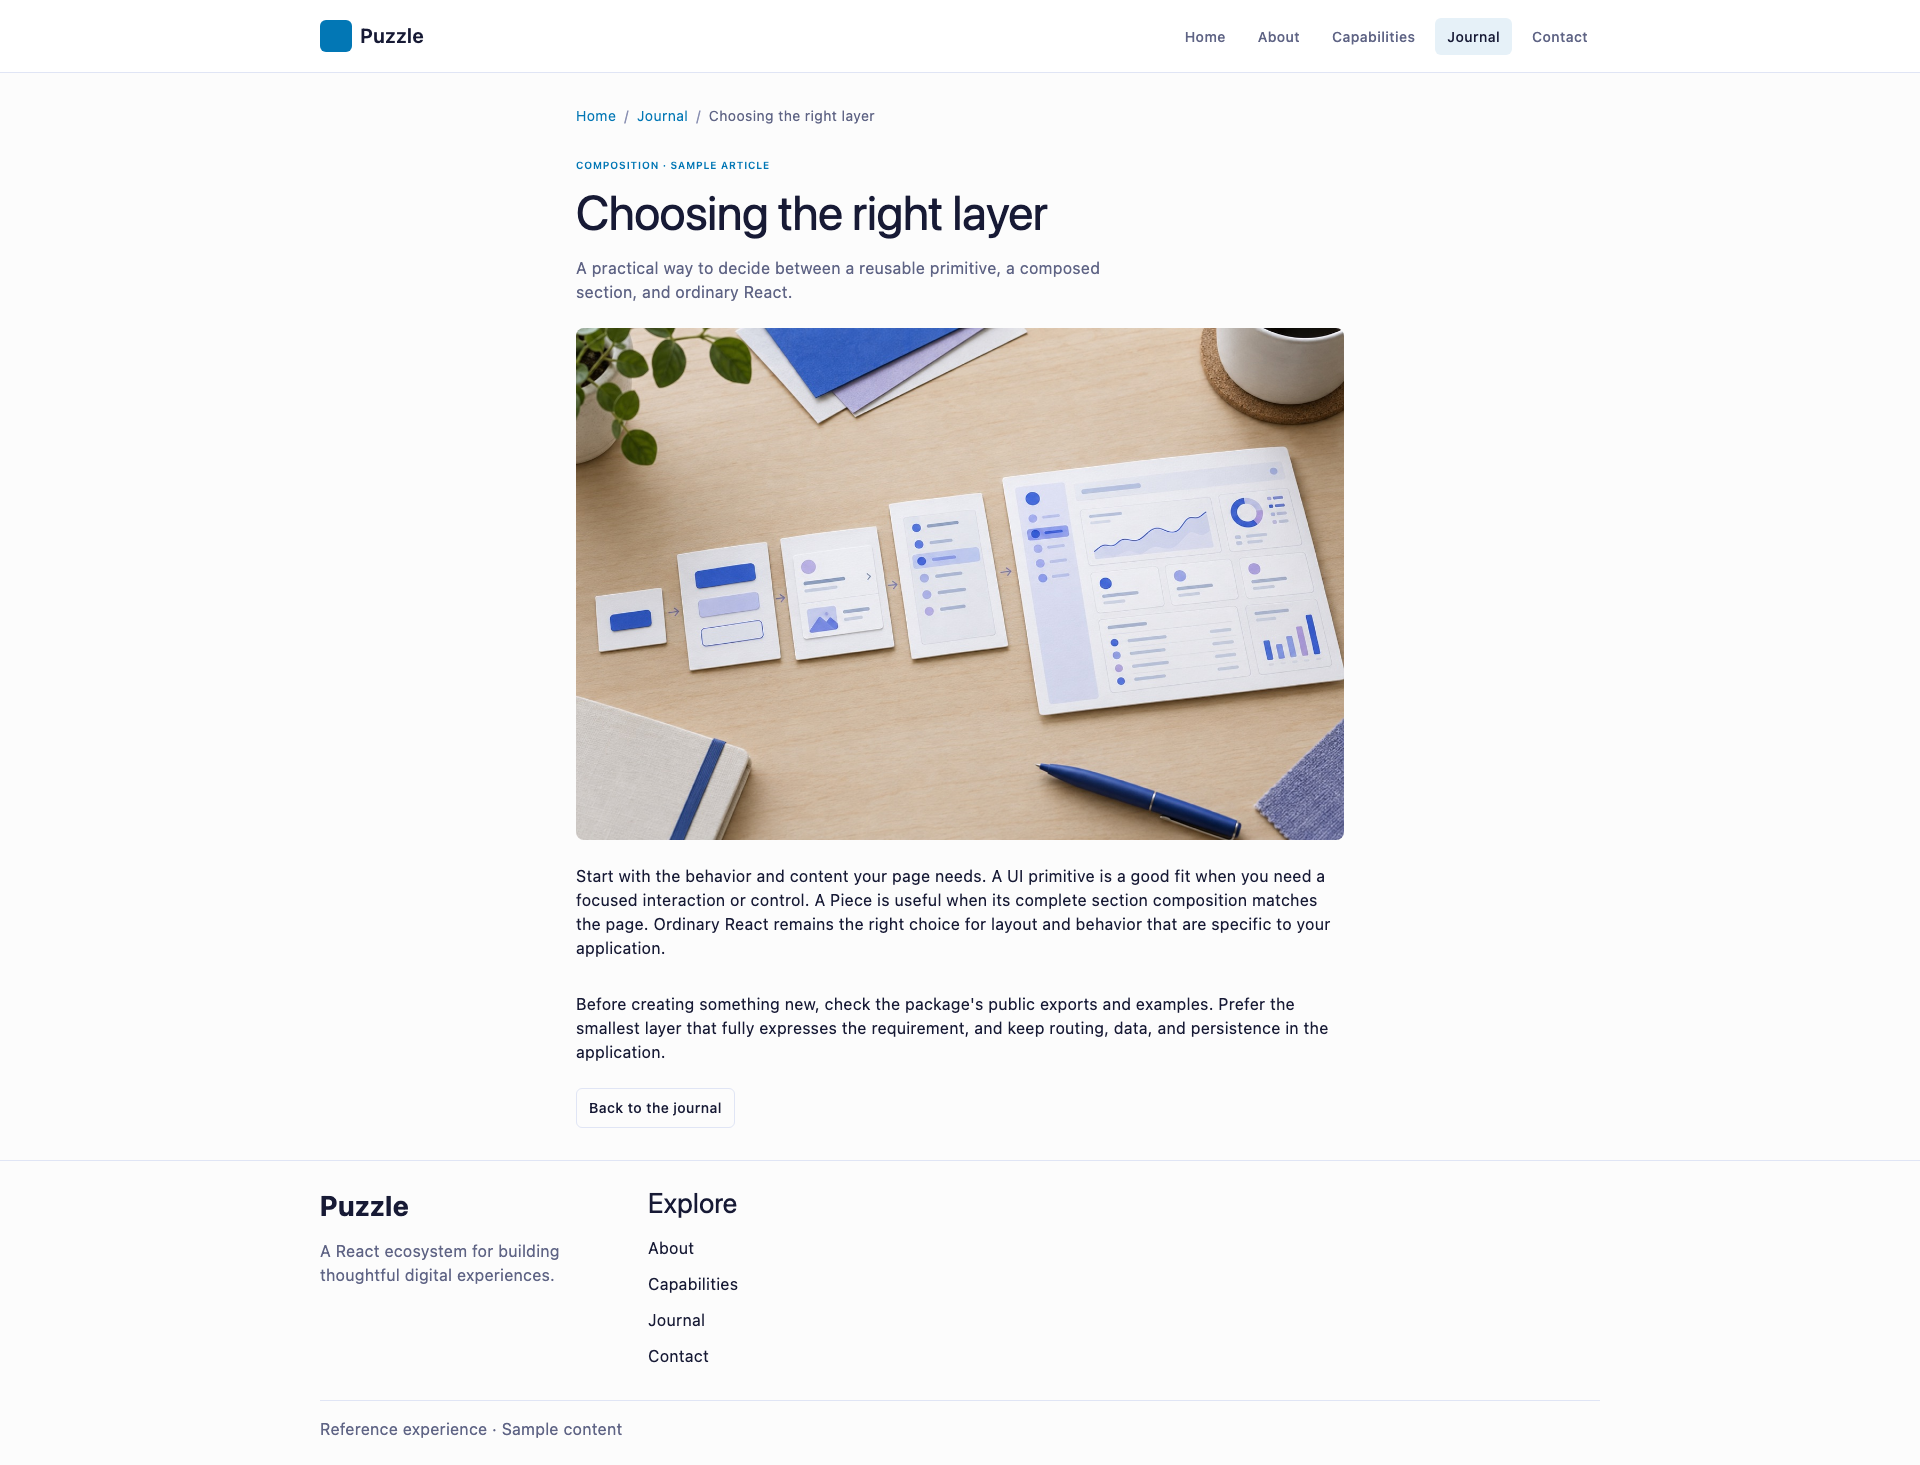 Puzzle
Home
About
Capabilities
Journal
Contact
Home / Journal / Choosing the right layer
COMPOSITION · SAMPLE ARTICLE
Choosing the right layer
A practical way to decide between a reusable primitive, a composed
section, and ordinary React.
Start with the behavior and content your page needs. A UI primitive is a good fit when you need a
focused interaction or control. A Piece is useful when its complete section composition matches
the page. Ordinary React remains the right choice for layout and behavior that are specific to your
application.
Before creating something new, check the package's public exports and examples. Prefer the
smallest layer that fully expresses the requirement, and keep routing, data, and persistence in the
application.
Back to the journal
Puzzle
A React ecosystem for building
thoughtful digital experiences.
Explore
About
Capabilities
Journal
Contact
Reference experience · Sample content